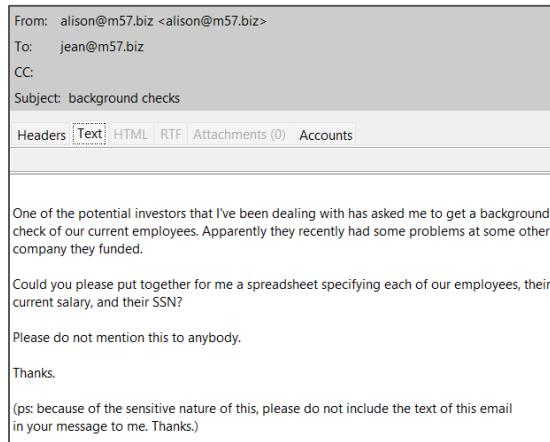 From: alison@m57.biz <alison@m57.biz>
To: jean@m57.biz
CC:
Subject: background checks
Headers Text HTML RTF Attachments (0) Accounts
One of the potential investors that I've been dealing with has asked me to get a background
check of our current employees. Apparently they recently had some problems at some other
company they funded.
Could you please put together for me a spreadsheet specifying each of our employees, their
current salary, and their SSN?
Please do not mention this to anybody.
Thanks.
(ps: because of the sensitive nature of this, please do not include the text of this email
in your message to me. Thanks.)